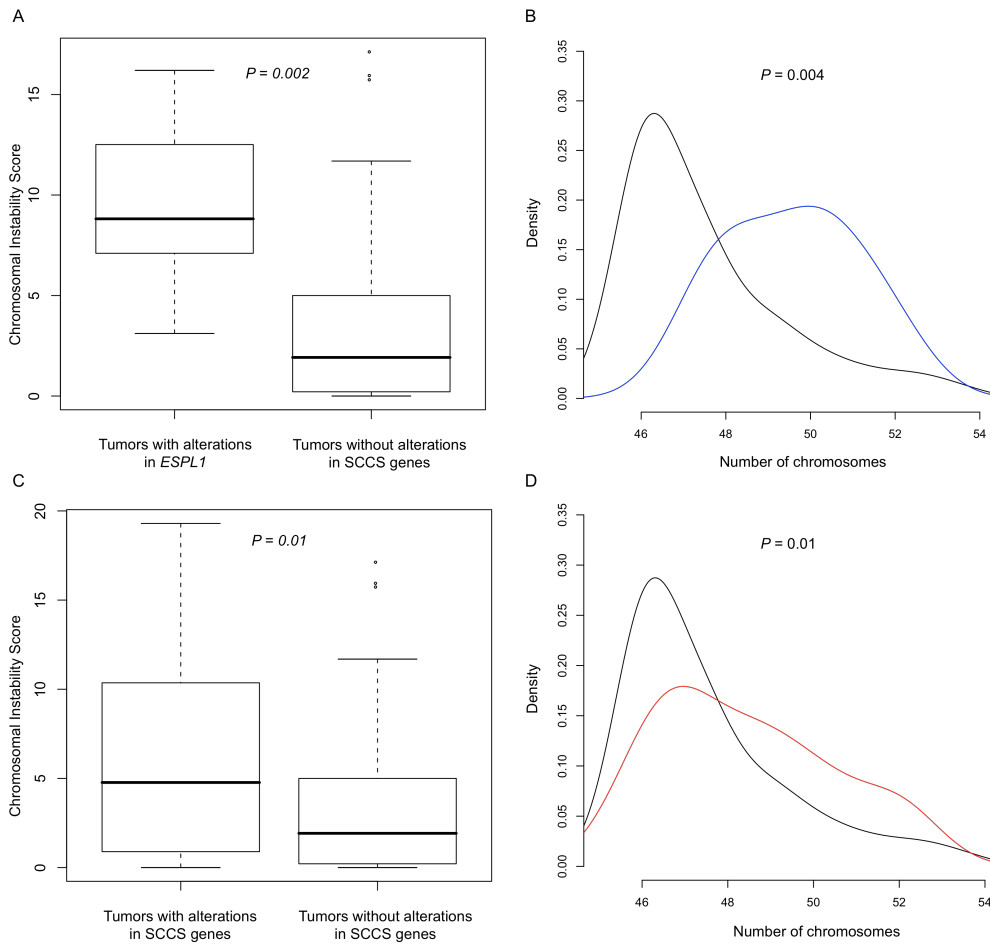 A
Chromosomal Instability Score
15
10
5
0
P = 0.002
Tumors with alterations
in ESPL1
Tumors without alterations
in SCCS genes
B
Density
0.35
0.30
0.25
0.20
0.15
0.10
0.05
0.00
P = 0.004
46 48 50 52 54
Number of chromosomes
C
Chromosomal Instability Score
20
15
10
5
0
P = 0.01
Tumors with alterations
in SCCS genes
Tumors without alterations
in SCCS genes
D
Density
0.35
0.30
0.25
0.20
0.15
0.10
0.05
0.00
P = 0.01
46 48 50 52 54
Number of chromosomes